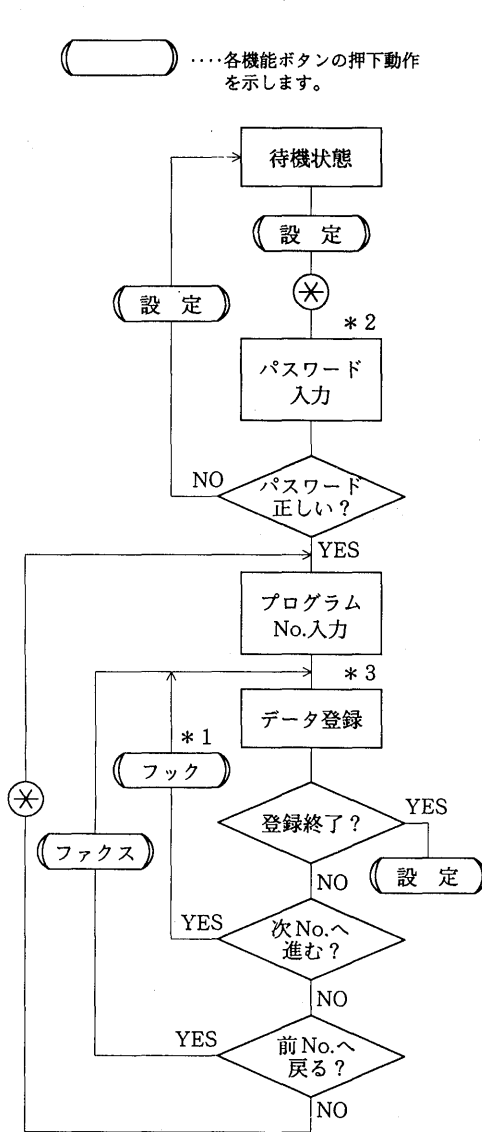 ‥‥各機能ボタンの押下動作
を示します。
待機状態
設 定
設 定
＊
＊2
パスワード
入力
NO
パスワード
正しい？
YES
プログラム
No.入力
＊3
データ登録
＊1
フック
＊
ファクス
登録終了？
YES
設 定
NO
YES
次No.へ
進む？
NO
YES
前No.へ
戻る？
NO